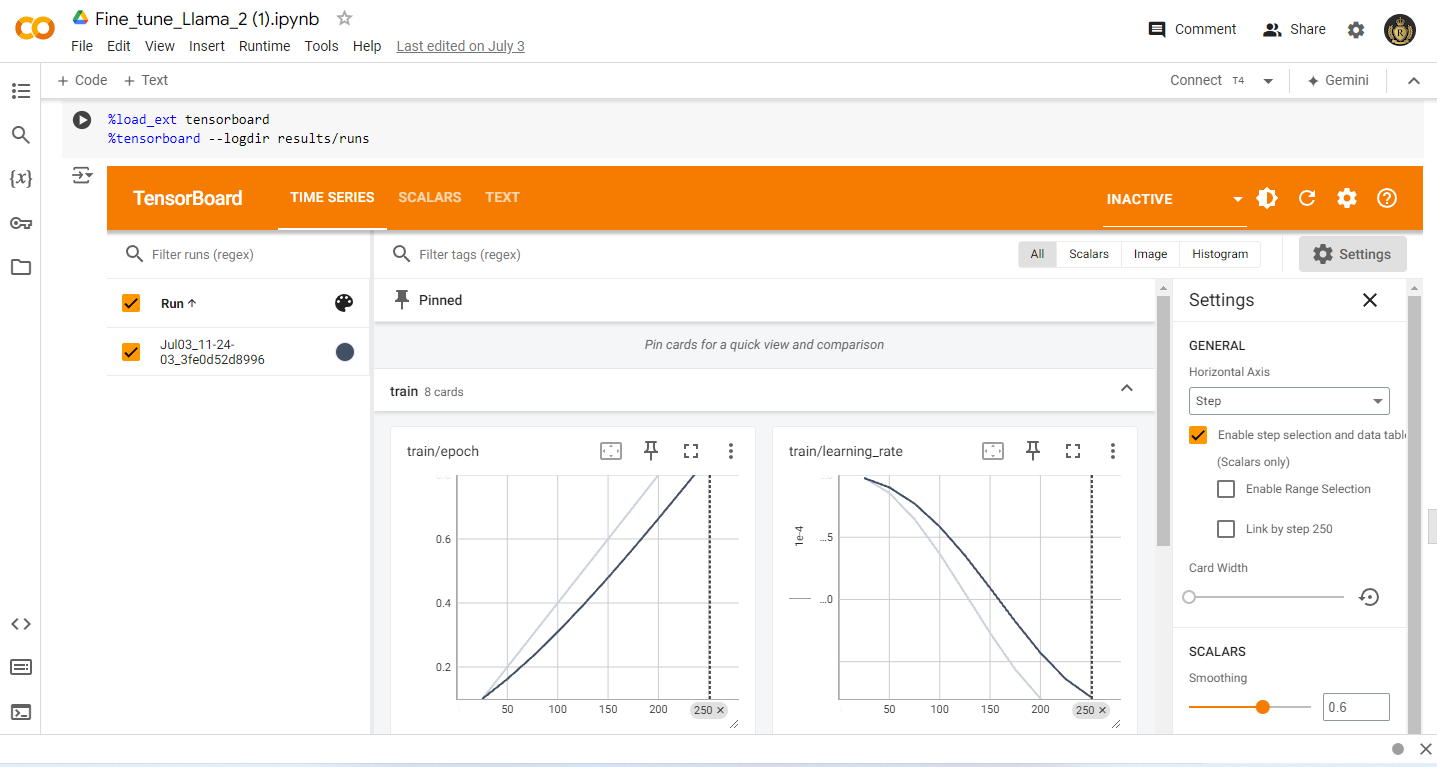 Fine_tune_Llama_2 (1).ipynb
File Edit View Insert Runtime Tools Help Last edited on July 3
Comment Share
+ Code + Text
Connect T4 Gemini
%load_ext tensorboard
%tensorboard --logdir results/runs
TensorBoard TIME SERIES SCALARS TEXT INACTIVE
Filter runs (regex)
Filter tags (regex)
All Scalars Image Histogram
Settings
Run
Jul03_11-24-
03_3fe0d52d8996
Pinned
Pin cards for a quick view and comparison
train 8 cards
train/epoch
0.6
0.4
0.2
50 100 150 200 250
train/learning_rate
1e-4
...5
...0
50 100 150 200 250
Settings
GENERAL
Horizontal Axis
Step
Enable step selection and data table
(Scalars only)
Enable Range Selection
Link by step 250
Card Width
SCALARS
Smoothing
0.6